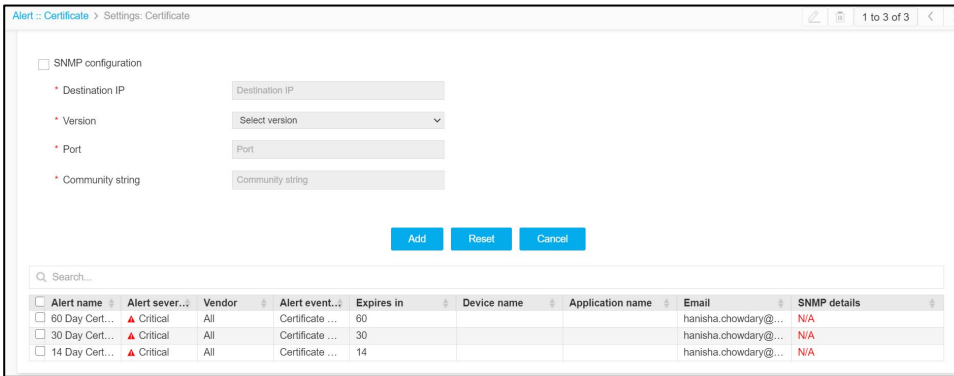 Alert :: Certificate > Settings: Certificate 1 to 3 of 3 <
SNMP configuration
* Destination IP Destination IP
* Version Select version
* Port Port
* Community string Community string
Add Reset Cancel
Search...
Alert name Alert sever... Vendor Alert event... Expires in Device name Application name Email SNMP details
60 Day Cert... Critical All Certificate ... 60 hanisha.chowdary@... N/A
30 Day Cert... Critical All Certificate ... 30 hanisha.chowdary@... N/A
14 Day Cert... Critical All Certificate ... 14 hanisha.chowdary@... N/A